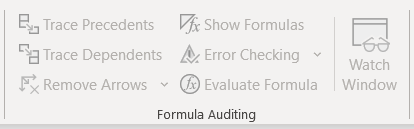 Trace Precedents
Trace Dependents
Remove Arrows
Show Formulas
Error Checking
Evaluate Formula
Watch
Window
Formula Auditing